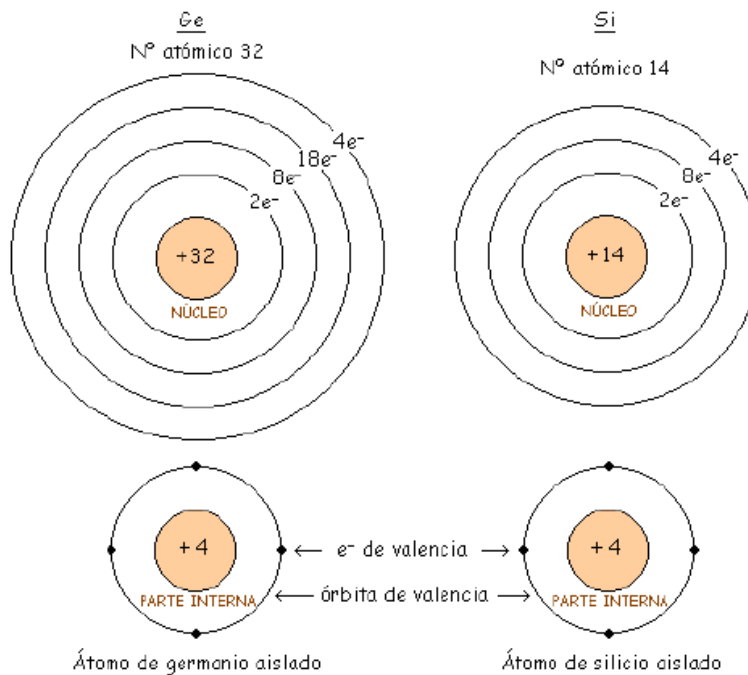 Ge
Nº atómico 32
4e⁻
18e⁻
8e⁻
2e⁻
+32
NÚCLEO
Si
Nº atómico 14
4e⁻
8e⁻
2e⁻
+14
NÚCLEO
+4
PARTE INTERNA
e⁻ de valencia
órbita de valencia
+4
PARTE INTERNA
Átomo de germanio aislado
Átomo de silicio aislado